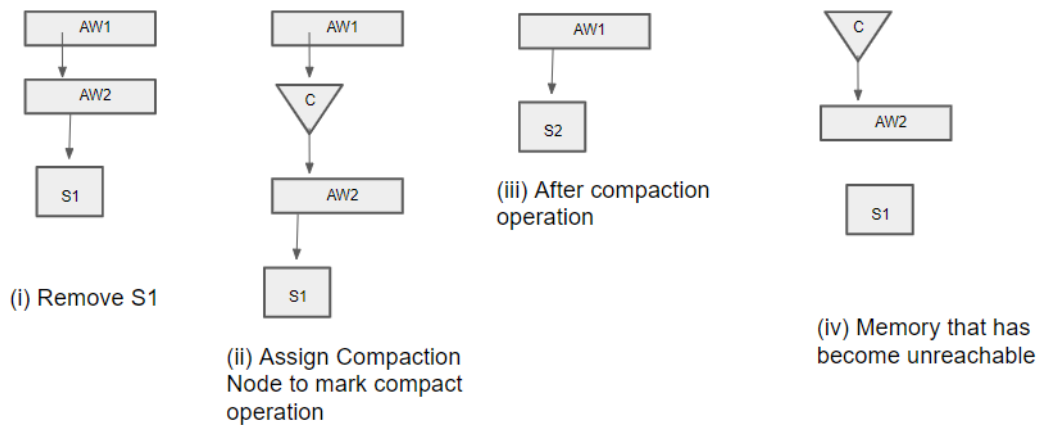 AW1
AW2
S1
(i) Remove S1
AW1
C
AW2
S1
(ii) Assign Compaction
Node to mark compact
operation
AW1
S2
(iii) After compaction
operation
C
AW2
S1
(iv) Memory that has
become unreachable